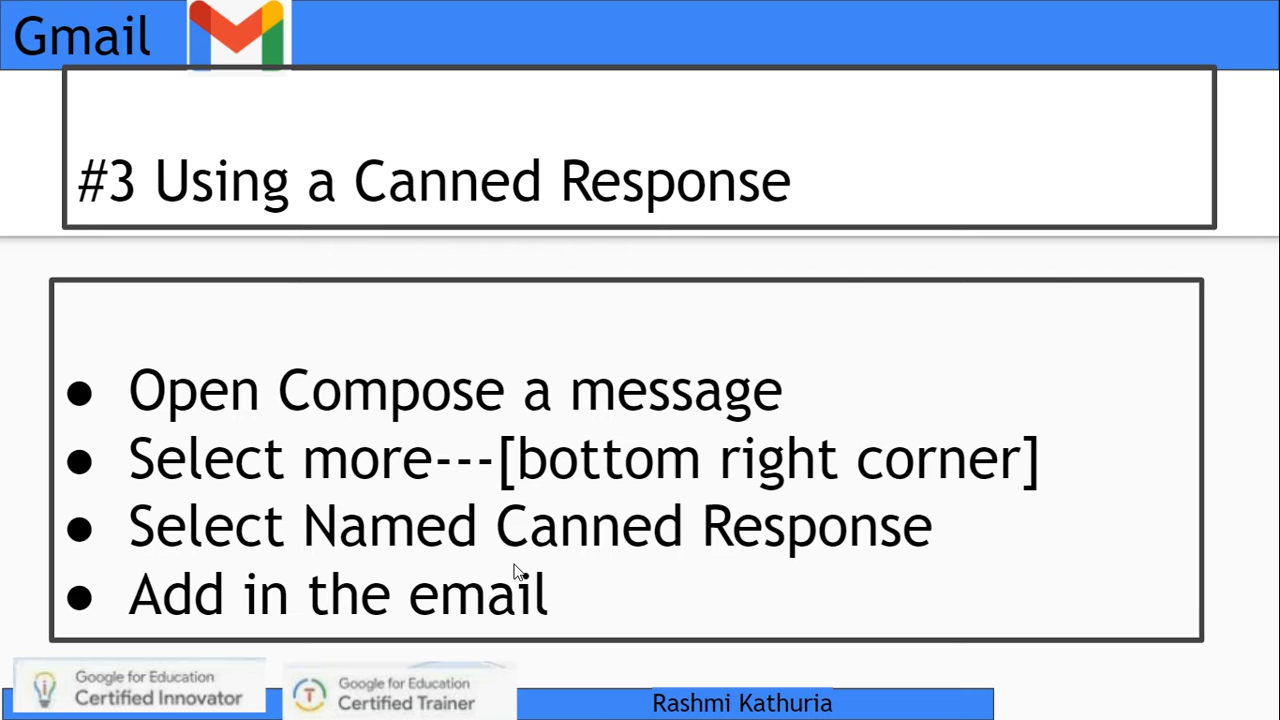 Gmail
#3 Using a Canned Response
● Open Compose a message
● Select more---[bottom right corner]
● Select Named Canned Response
● Add in the email
Google for Education
Certified Innovator
T
Google for Education
Certified Trainer
Rashmi Kathuria